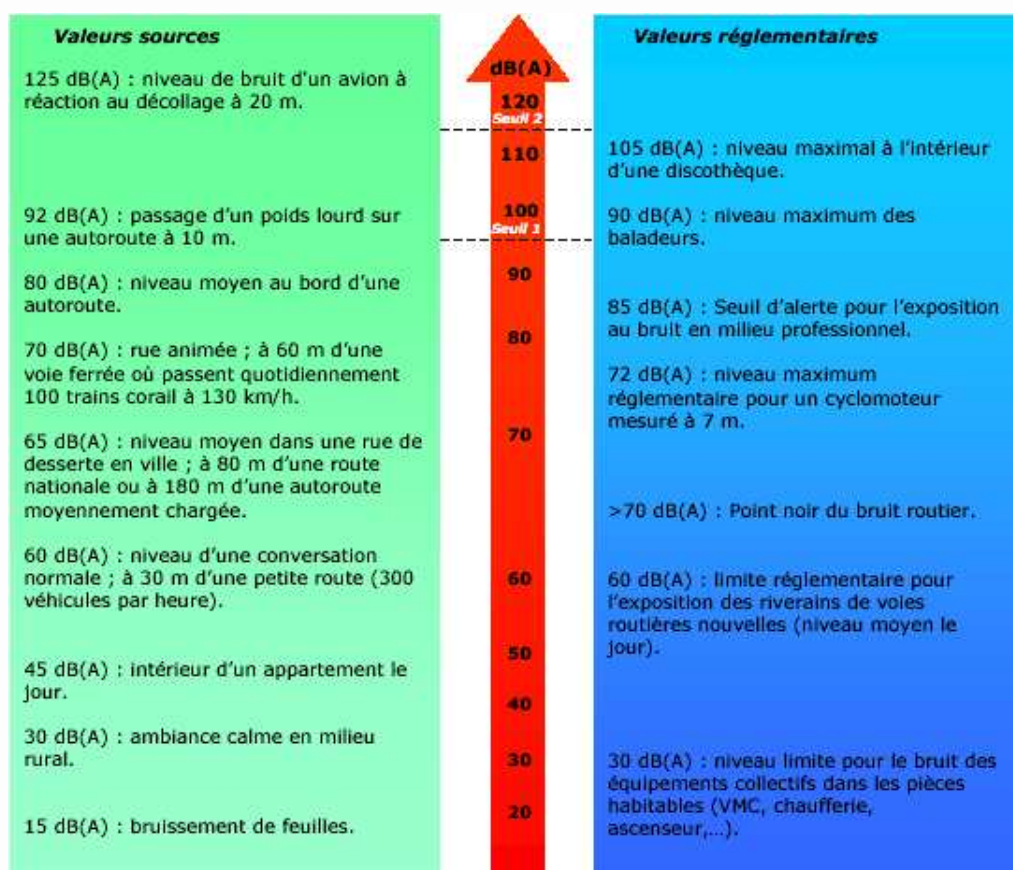 Valeurs sources
125 dB(A) : niveau de bruit d'un avion à
réaction au décollage à 20 m.
92 dB(A) : passage d'un poids lourd sur
une autoroute à 10 m.
80 dB(A) : niveau moyen au bord d'une
autoroute.
70 dB(A) : rue animée ; à 60 m d'une
voie ferrée où passent quotidiennement
100 trains corail à 130 km/h.
65 dB(A) : niveau moyen dans une rue de
desserte en ville ; à 80 m d'une route
nationale ou à 180 m d'une autoroute
moyennement chargée.
60 dB(A) : niveau d'une conversation
normale ; à 30 m d'une petite route (300
véhicules par heure).
45 dB(A) : intérieur d'un appartement le
jour.
30 dB(A) : ambiance calme en milieu
rural.
15 dB(A) : bruissement de feuilles.
dB(A)
120
Seuil 2
110
100
Seuil 1
90
80
70
60
50
40
30
20
Valeurs réglementaires
105 dB(A) : niveau maximal à l'intérieur
d'une discothèque.
90 dB(A) : niveau maximum des
baladeurs.
85 dB(A) : Seuil d'alerte pour l'exposition
au bruit en milieu professionnel.
72 dB(A) : niveau maximum
réglementaire pour un cyclomoteur
mesuré à 7 m.
>70 dB(A) : Point noir du bruit routier.
60 dB(A) : limite réglementaire pour
l'exposition des riverains de voies
routières nouvelles (niveau moyen le
jour).
30 dB(A) : niveau limite pour le bruit des
équipements collectifs dans les pièces
habitables (VMC, chaufferie,
ascenseur,...).